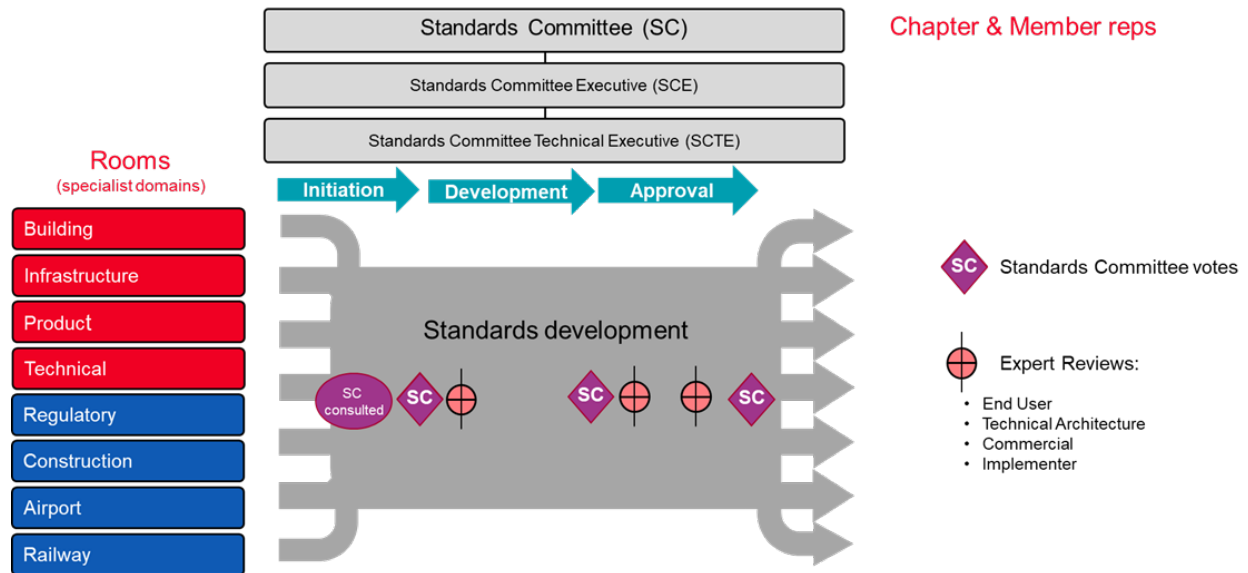 Standards Committee (SC)
Chapter & Member reps
Standards Committee Executive (SCE)
Standards Committee Technical Executive (SCTE)
Rooms
(specialist domains)
Initiation
Development
Approval
Building
Infrastructure
Product
Technical
Regulatory
Construction
Airport
Railway
Standards development
SC
consulted
SC
SC
SC
SC
Standards Committee votes
Expert Reviews:
• End User
• Technical Architecture
• Commercial
• Implementer